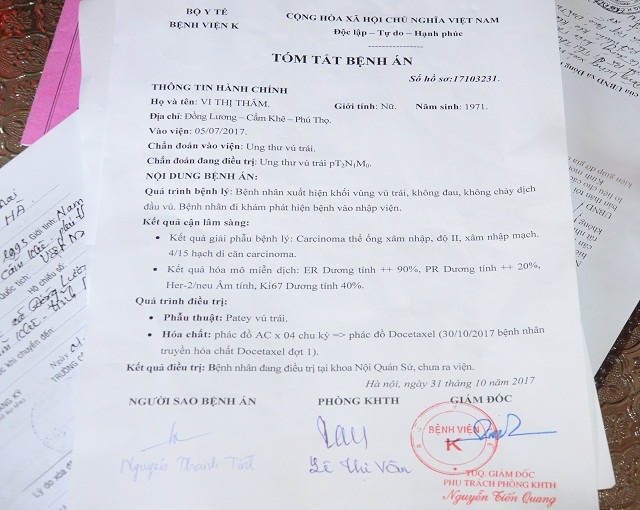 BỘ Y TẾ
BỆNH VIỆN K
CỘNG HÒA XÃ HỘI CHỦ NGHĨA VIỆT NAM
Độc lập – Tự do – Hạnh phúc
TÓM TẮT BỆNH ÁN
Số hồ sơ:17103231.
THÔNG TIN HÀNH CHÍNH
Họ và tên: VI THỊ THẮM. Giới tính: Nữ. Năm sinh: 1971.
Địa chỉ: Đồng Lương – Cẩm Khê – Phú Thọ.
Vào viện: 05/07/2017.
Chẩn đoán vào viện: Ung thư vú trái.
Chẩn đoán đang điều trị: Ung thư vú trái pT₂N₁M₀.
NỘI DUNG BỆNH ÁN:
Quá trình bệnh lý: Bệnh nhân xuất hiện khối vùng vú trái, không đau, không chảy dịch
đầu vú. Bệnh nhân đi khám phát hiện bệnh vào nhập viện.
Kết quả cận lâm sàng:
• Kết quả giải phẫu bệnh lý: Carcinoma thể ống xâm nhập, độ II, xâm nhập mạch.
4/15 hạch di căn carcinoma.
• Kết quả hóa mô miễn dịch: ER Dương tính ++ 90%, PR Dương tính ++ 20%,
Her-2/neu Âm tính, Ki67 Dương tính 40%.
Quá trình điều trị:
• Phẫu thuật: Patey vú trái.
• Hóa chất: phác đồ AC x 04 chu kỳ => phác đồ Docetaxel (30/10/2017 bệnh nhân
truyền hóa chất Docetaxel đợt 1).
Kết quả điều trị: Bệnh nhân đang điều trị tại khoa Nội Quán Sứ, chưa ra viện.
Hà nội, ngày 31 tháng 10 năm 2017
NGƯỜI SAO BỆNH ÁN PHÒNG KHTH GIÁM ĐỐC
BỆNH VIỆN
K
Nguyễn Thanh
Lê Thị Vân
TUQ. GIÁM ĐỐC
PHỤ TRÁCH PHÒNG KHTH
Nguyễn Tiến Quang